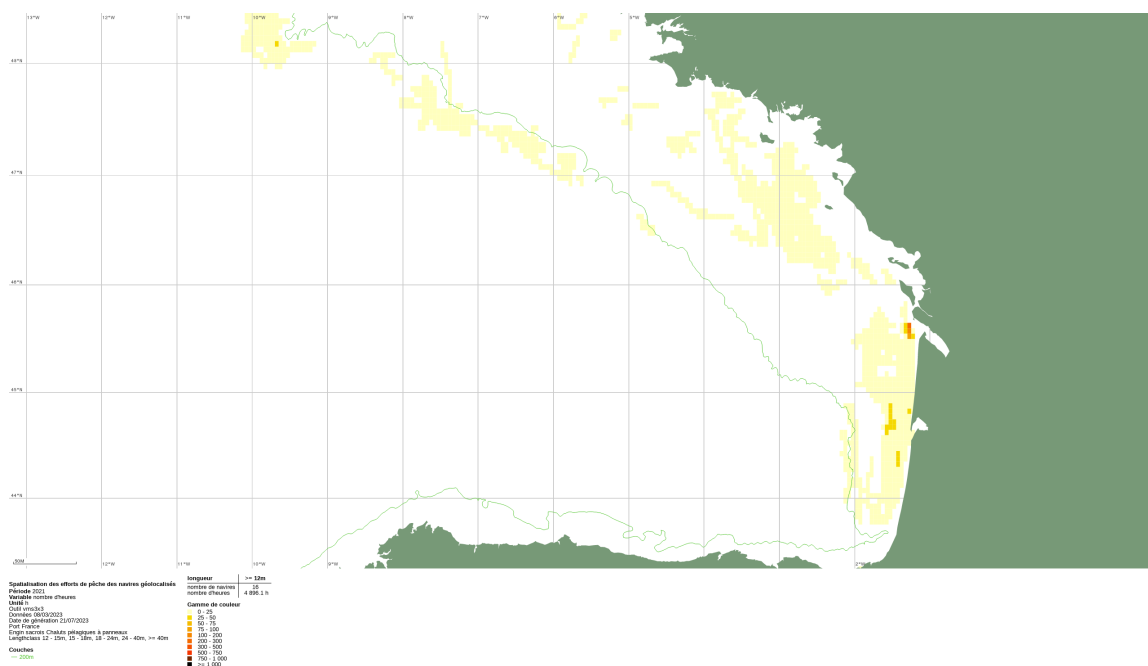 13°W 12°W 11°W 10°W 9°W 8°W 7°W 6°W 5°W
48°N
47°N
46°N
45°N
44°N
50M 12°W 11°W 10°W 9°W 8°W 7°W 6°W 5°W 2°W
Spatialisation des efforts de pêche des navires géolocalisés
Période 2021
Variable nombre d'heures
Unité h
Outil vms3x3
Données 08/03/2023
Date de génération 21/07/2023
Port France
Engin sacrois Chaluts pélagiques à panneaux
Lengthclass 12 - 15m, 15 - 18m, 18 - 24m, 24 - 40m, >= 40m
Couches
200m
longueur >= 12m
nombre de navires 16
nombre d'heures 4 896.1 h
Gamme de couleur
0 - 25
25 - 50
50 - 75
75 - 100
100 - 200
200 - 300
300 - 500
500 - 750
750 - 1 000
>= 1 000